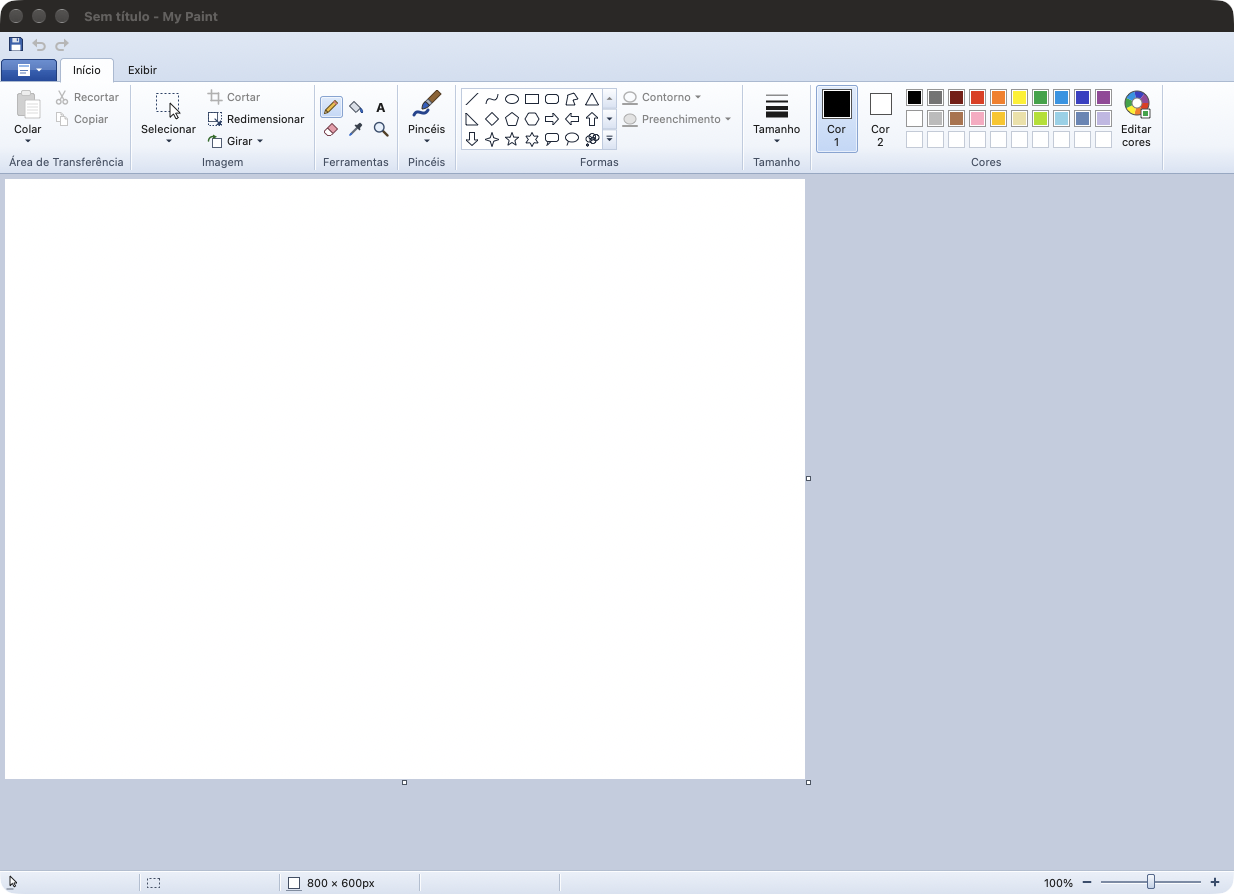 Sem título - My Paint
Início
Exibir
Colar
Recortar
Copiar
Área de Transferência
Selecionar
Cortar
Redimensionar
Girar
Imagem
A
Ferramentas
Pincéis
Pincéis
Contorno
Preenchimento
Formas
Tamanho
Tamanho
Cor
1
Cor
2
Editar
cores
Cores
800 × 600px
100%